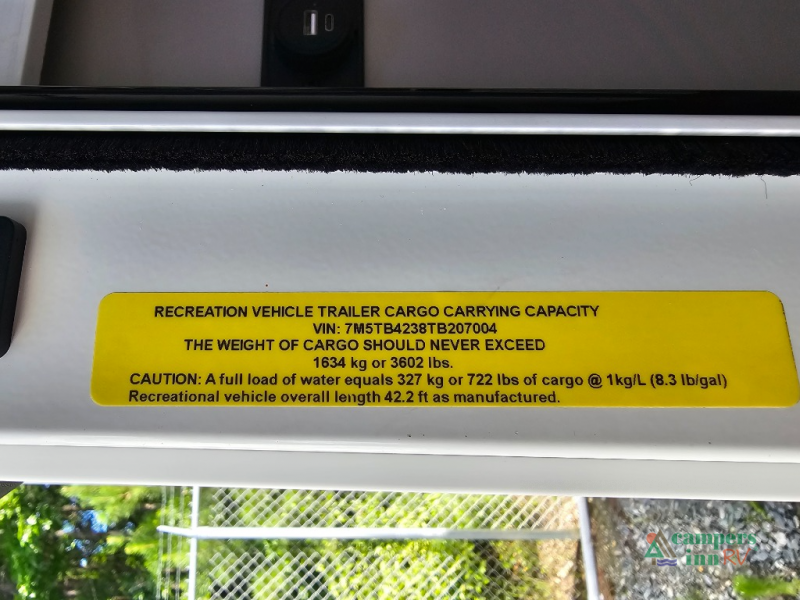 RECREATION VEHICLE TRAILER CARGO CARRYING CAPACITY
VIN: 7M5TB4238TB207004
THE WEIGHT OF CARGO SHOULD NEVER EXCEED
1634 kg or 3602 lbs.
CAUTION: A full load of water equals 327 kg or 722 lbs of cargo @ 1kg/L (8.3 lb/gal)
Recreational vehicle overall length 42.2 ft as manufactured.
campers
inn RV